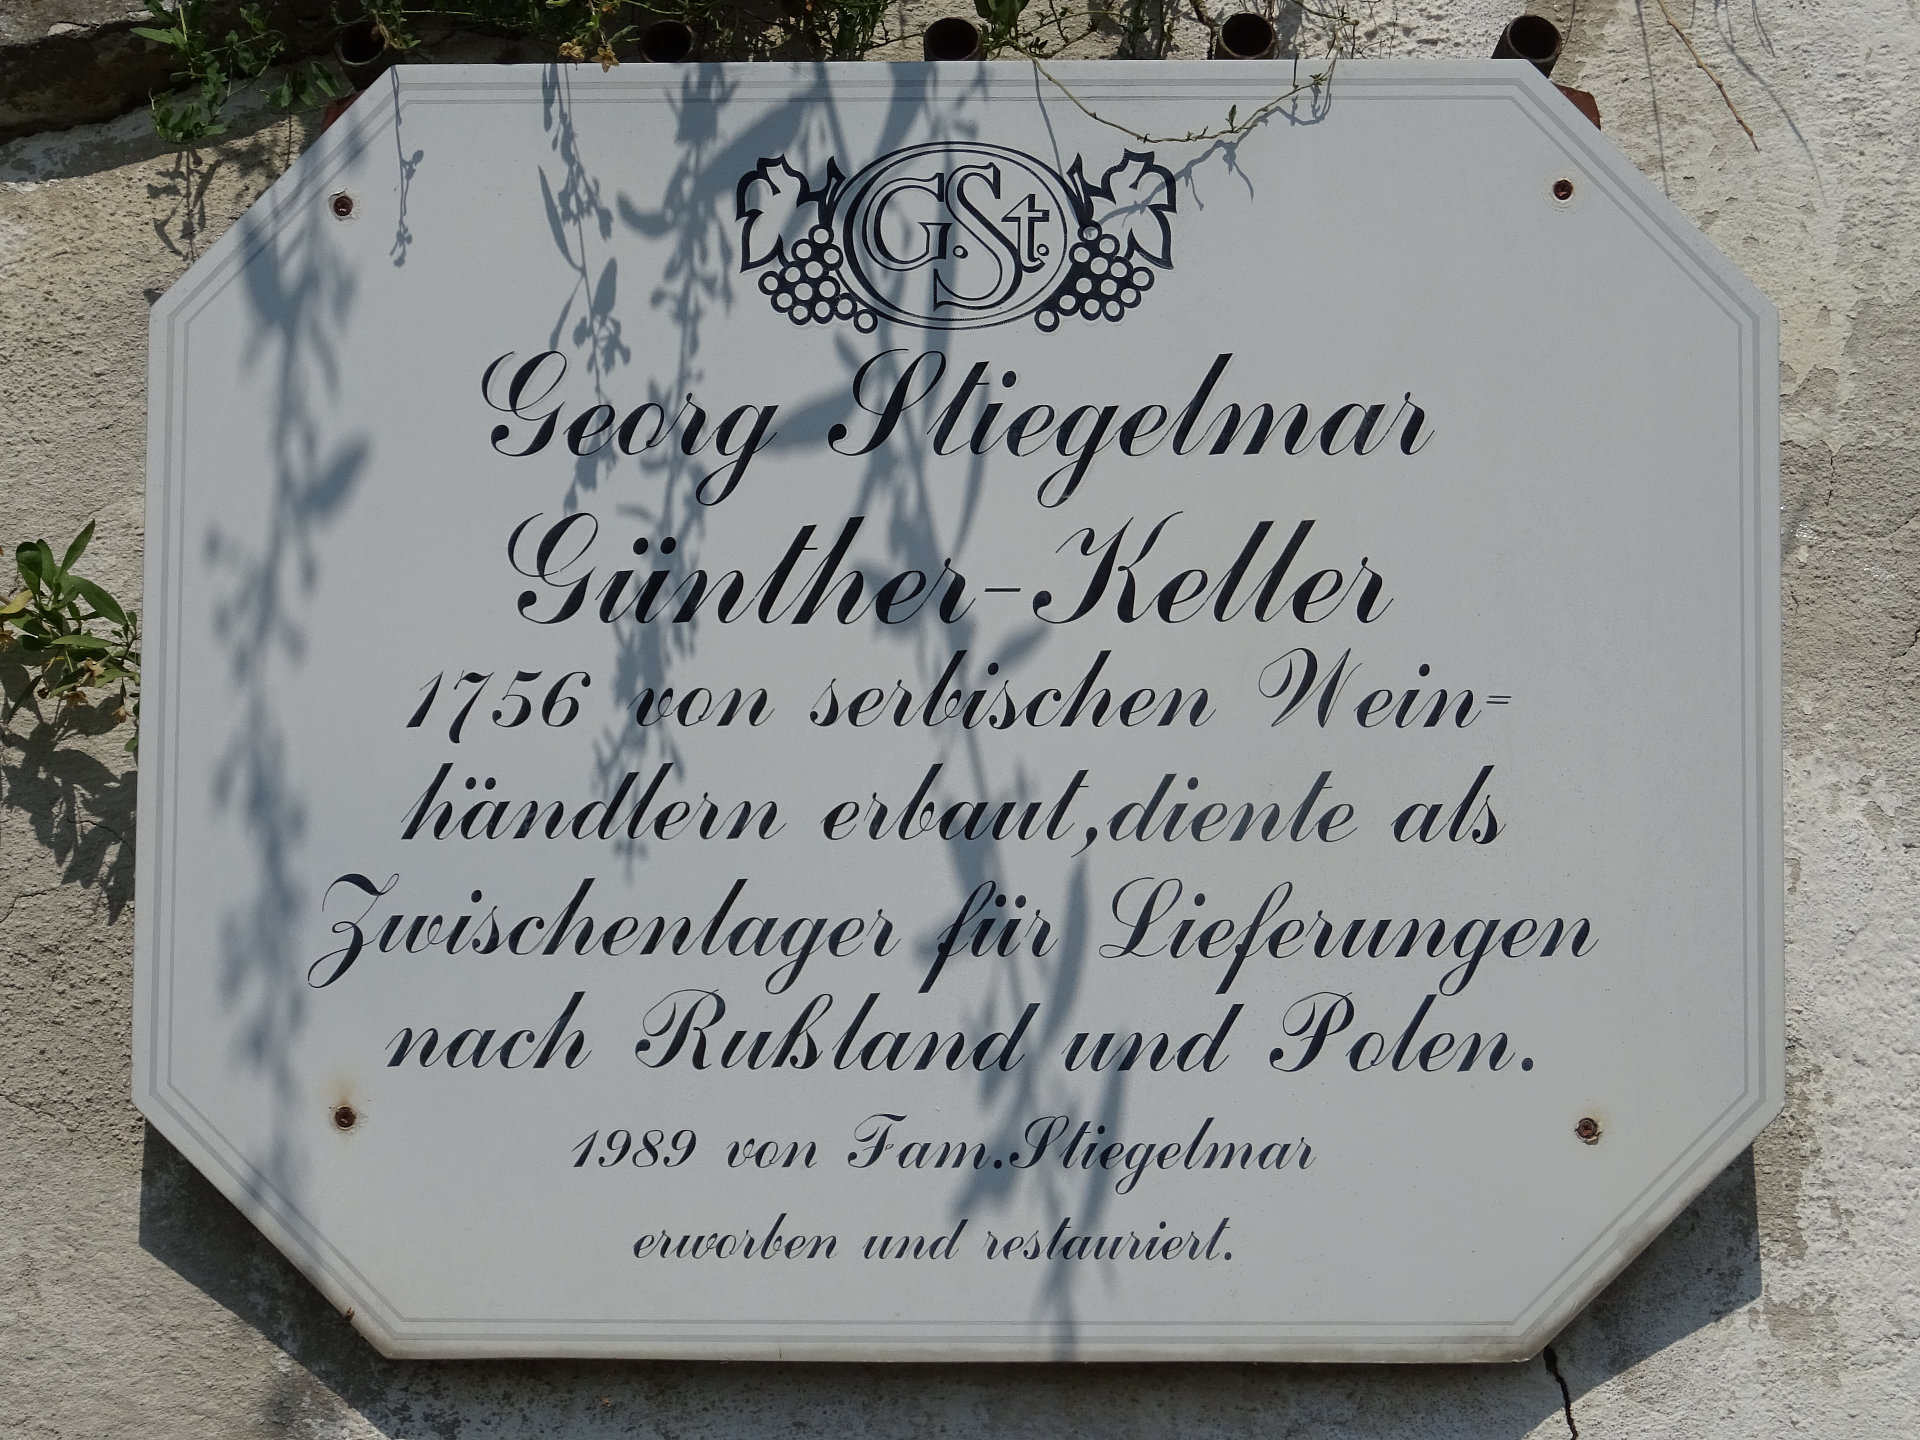 G.St.
Georg Stiegelmar
Günther-Keller
1756 von serbischen Wein=
händlern erbaut, diente als
Zwischenlager für Lieferungen
nach Rußland und Polen.
1989 von Fam. Stiegelmar
erworben und restauriert.